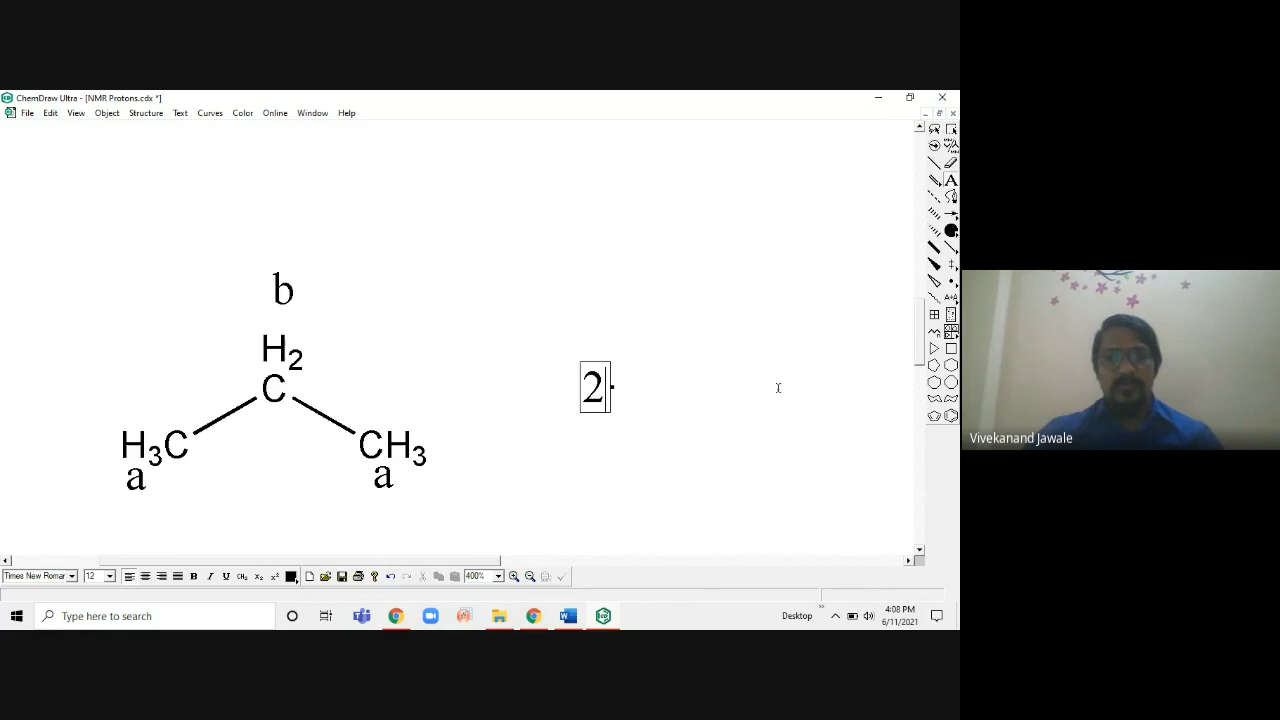 ChemDraw Ultra - [NMR Protons.cdx *]
File Edit View Object Structure Text Curves Color Online Window Help
b
H2
C
H3C
CH3
a
a
2
Vivekanand Jawale
Times New Romar 12 400%
Type here to search
Desktop
4:08 PM
6/11/2021